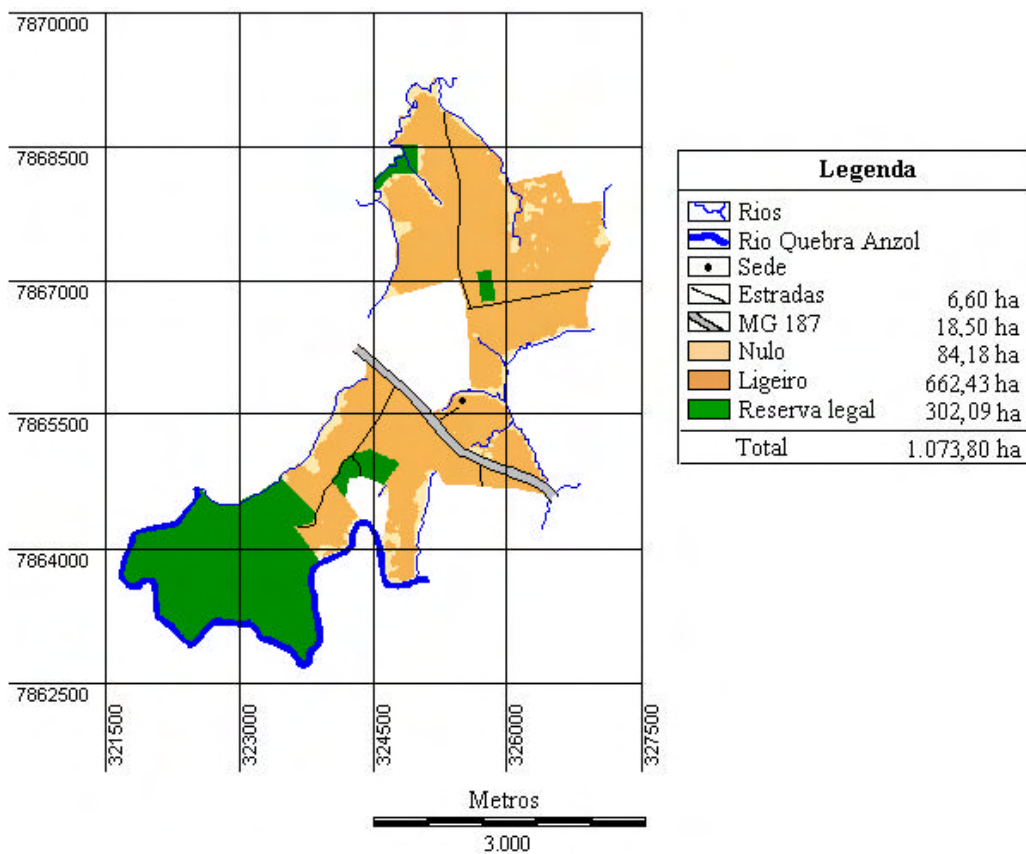 7870000
7868500
7867000
7865500
7864000
7862500
321500
323000
324500
326000
327500
Metros
3.000
Legenda
Rios
Rio Quebra Anzol
Sede
Estradas 6,60 ha
MG 187 18,50 ha
Nulo 84,18 ha
Ligeiro 662,43 ha
Reserva legal 302,09 ha
Total 1.073,80 ha